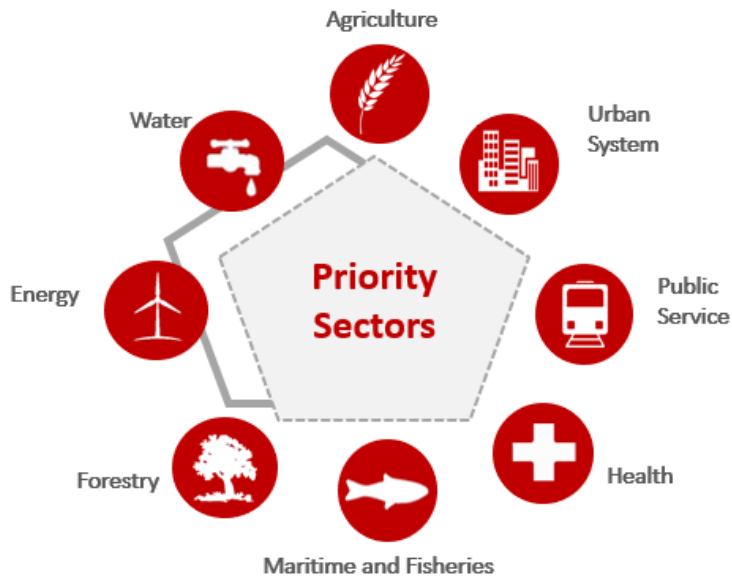 Agriculture
Water
Urban
System
Priority
Sectors
Energy
Public
Service
Forestry
Health
Maritime and Fisheries